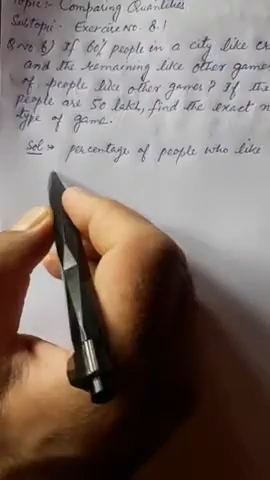 Topic:- Comparing Quantities
Subtopic:- Exercise No. 8.1
Q. No. 6) If 60% people in a city like
and the remaining like other games
of people like other games? If the
people are 50 lakh, find the exact
type of game.
Sol :→ percentage of people who like